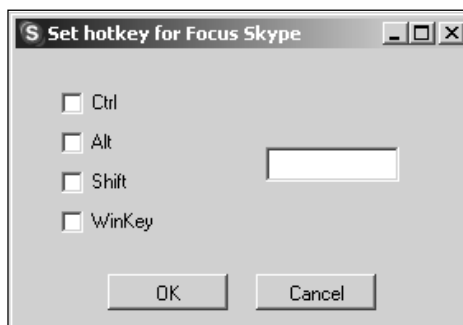 Set hotkey for Focus Skype
Ctrl
Alt
Shift
WinKey
OK Cancel